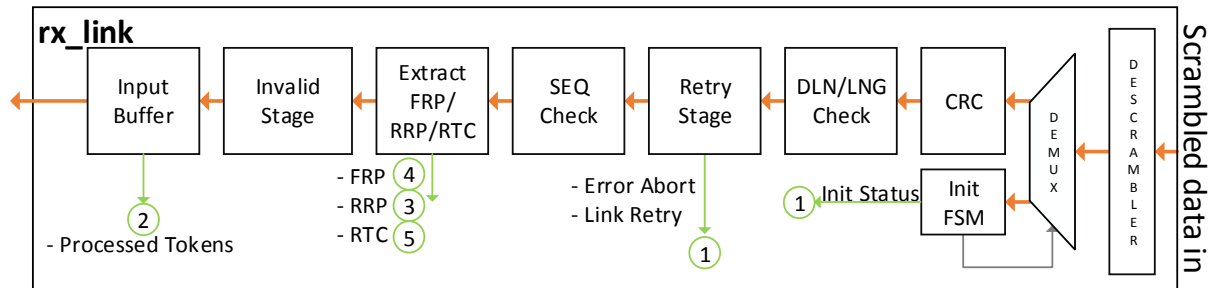 rx_link
Input
Buffer
Invalid
Stage
Extract
FRP/
RRP/RTC
SEQ
Check
Retry
Stage
DLN/LNG
Check
CRC
DEMUX
DESCRAMBLER
Scrambled data in
Init
FSM
Init Status
1
- Error Abort
- Link Retry
1
- FRP 4
- RRP 3
- RTC 5
2
- Processed Tokens